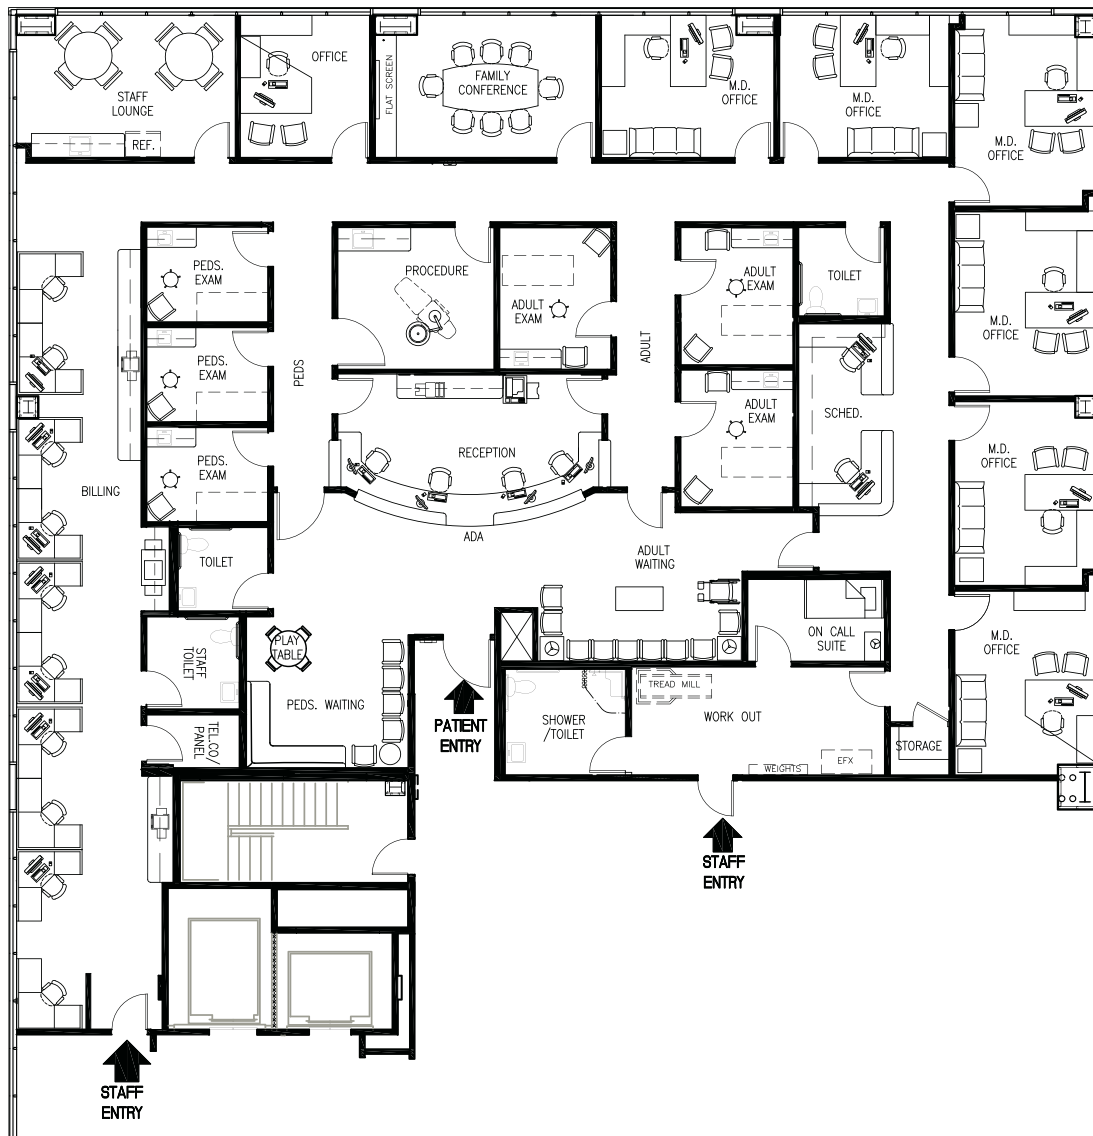 STAFF
LOUNGE
REF.
OFFICE
FLAT SCREEN
FAMILY
CONFERENCE
M.D.
OFFICE
M.D.
OFFICE
M.D.
OFFICE
PEDS.
EXAM
PEDS
PROCEDURE
ADULT
EXAM
ADULT
ADULT
EXAM
TOILET
M.D.
OFFICE
PEDS.
EXAM
ADULT
EXAM
SCHED.
PEDS.
EXAM
RECEPTION
M.D.
OFFICE
BILLING
ADA
TOILET
ADULT
WAITING
ON CALL
SUITE
M.D.
OFFICE
PLAY
TABLE
STAFF
TOILET
PEDS. WAITING
TREAD MILL
PATIENT
ENTRY
SHOWER
/TOILET
WORK OUT
TELCO/
PANEL
STORAGE
WEIGHTS
EFX
STAFF
ENTRY
STAFF
ENTRY